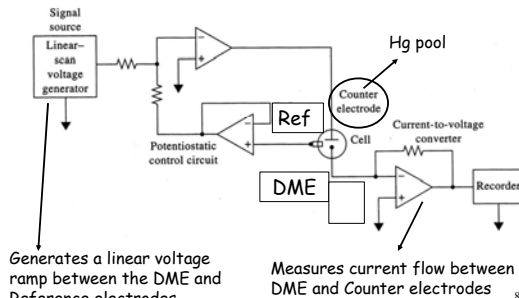 Signal
source
Linear–
scan
voltage
generator
Hg pool
Counter
electrode
Ref
Cell
Current-to-voltage
converter
Potentiostatic
control circuit
DME
Recorder
Generates a linear voltage
ramp between the DME and
Reference electrodes
Measures current flow between
DME and Counter electrodes
8